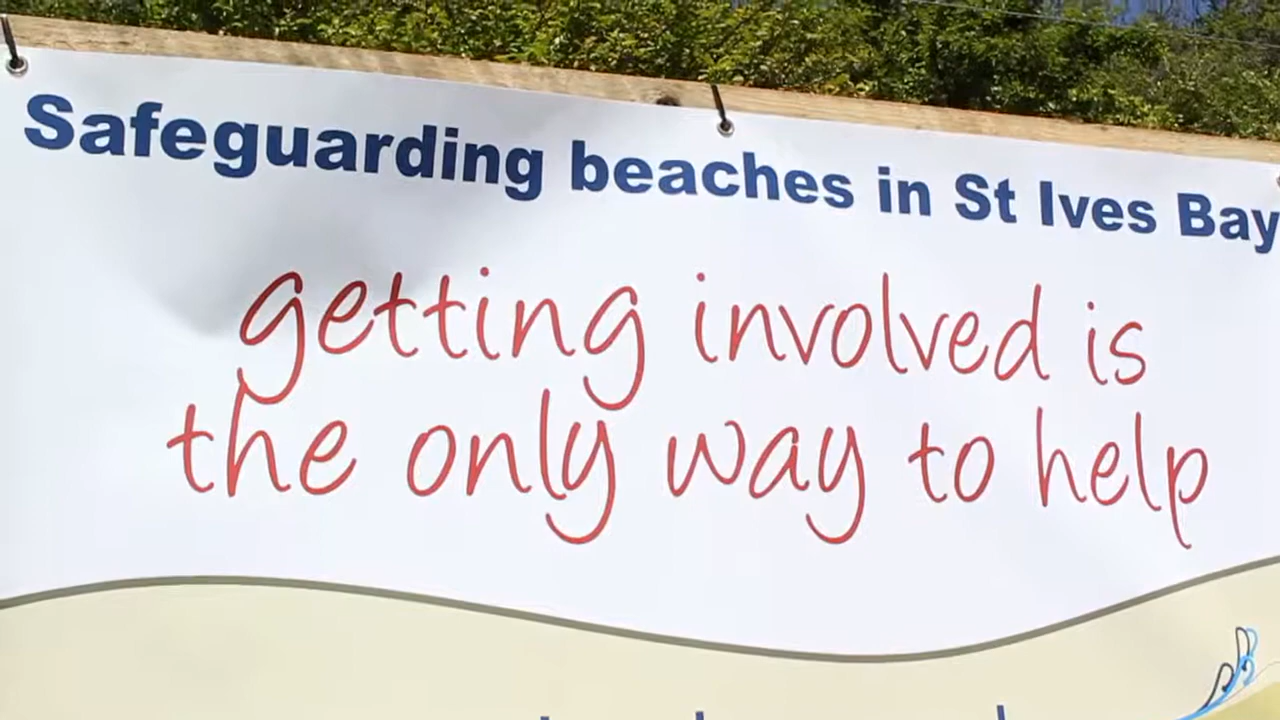 Safeguarding beaches in St Ives Bay
getting involved is
the only way to help